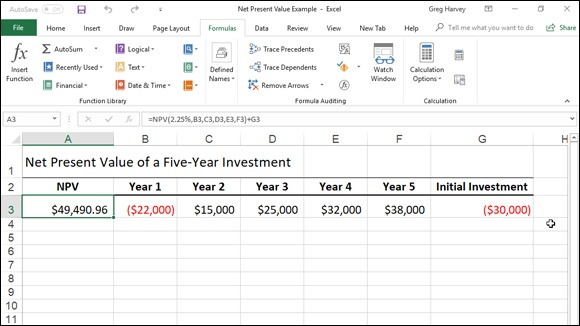 AutoSave Off Net Present Value Example - Excel Greg Harvey
File Home Insert Draw Page Layout Formulas Data Review View New Tab Help Tell me what you want to do Share
fx Insert Function
Σ AutoSum
Recently Used
Financial
Logical
Text
Date & Time
Function Library
Defined Names
Trace Precedents
Trace Dependents
Remove Arrows
Formula Auditing
Watch Window
Calculation Options
Calculation
A3 fx =NPV(2.25%,B3,C3,D3,E3,F3)+G3
A B C D E F G H
1 Net Present Value of a Five-Year Investment
2 NPV Year 1 Year 2 Year 3 Year 4 Year 5 Initial Investment
3 $49,490.96 ($22,000) $15,000 $25,000 $32,000 $38,000 ($30,000)
4
5
6
7
8
9
10
11